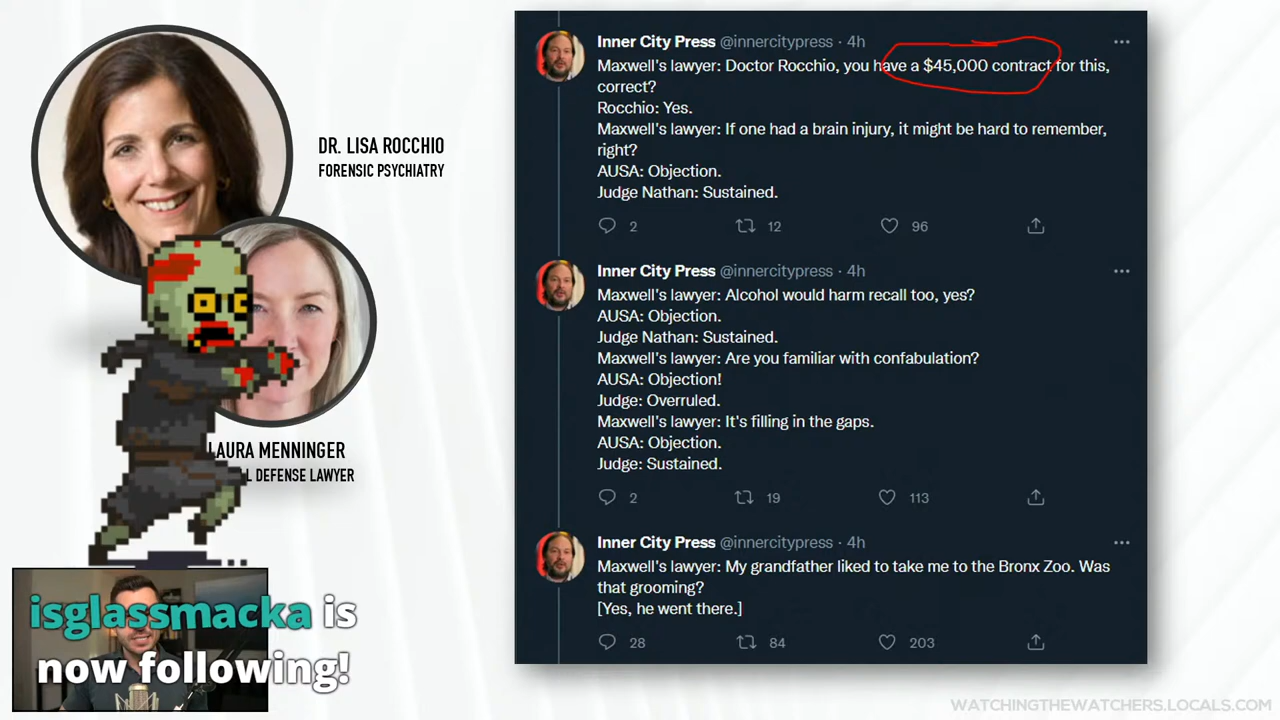 DR. LISA ROCCHIO
FORENSIC PSYCHIATRY
LAURA MENNINGER
L DEFENSE LAWYER
isglassmacka is
now following!
Inner City Press @innercitypress · 4h
Maxwell's lawyer: Doctor Rocchio, you have a $45,000 contract for this,
correct?
Rocchio: Yes.
Maxwell's lawyer: If one had a brain injury, it might be hard to remember,
right?
AUSA: Objection.
Judge Nathan: Sustained.
2 12 96
Inner City Press @innercitypress · 4h
Maxwell's lawyer: Alcohol would harm recall too, yes?
AUSA: Objection.
Judge Nathan: Sustained.
Maxwell's lawyer: Are you familiar with confabulation?
AUSA: Objection!
Judge: Overruled.
Maxwell's lawyer: It's filling in the gaps.
AUSA: Objection.
Judge: Sustained.
2 19 113
Inner City Press @innercitypress · 4h
Maxwell's lawyer: My grandfather liked to take me to the Bronx Zoo. Was
that grooming?
[Yes, he went there.]
28 84 203
WATCHINGTHEWATCHERS.LOCALS.COM